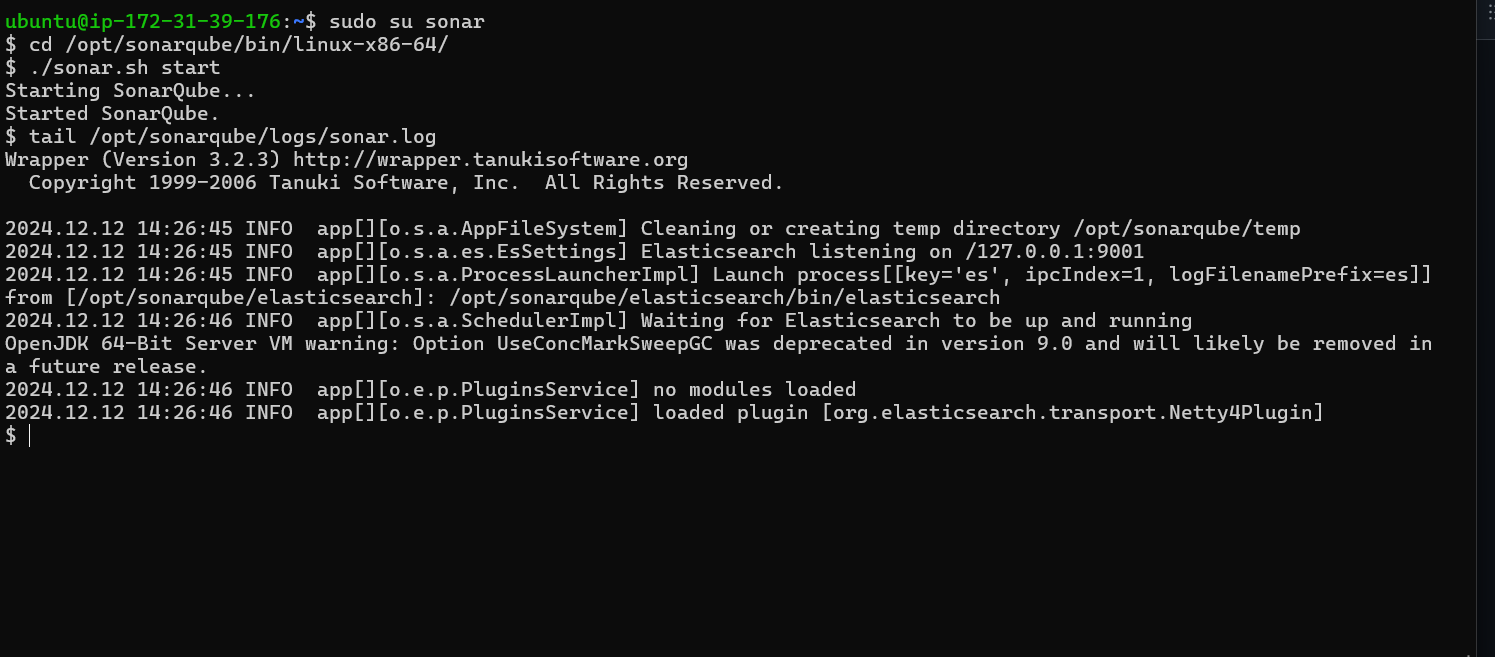 ubuntu@ip-172-31-39-176:~$ sudo su sonar
$ cd /opt/sonarqube/bin/linux-x86-64/
$ ./sonar.sh start
Starting SonarQube...
Started SonarQube.
$ tail /opt/sonarqube/logs/sonar.log
Wrapper (Version 3.2.3) http://wrapper.tanukisoftware.org
  Copyright 1999-2006 Tanuki Software, Inc.  All Rights Reserved.

2024.12.12 14:26:45 INFO  app[][o.s.a.AppFileSystem] Cleaning or creating temp directory /opt/sonarqube/temp
2024.12.12 14:26:45 INFO  app[][o.s.a.es.EsSettings] Elasticsearch listening on /127.0.0.1:9001
2024.12.12 14:26:45 INFO  app[][o.s.a.ProcessLauncherImpl] Launch process[[key='es', ipcIndex=1, logFilenamePrefix=es]]
from [/opt/sonarqube/elasticsearch]: /opt/sonarqube/elasticsearch/bin/elasticsearch
2024.12.12 14:26:46 INFO  app[][o.s.a.SchedulerImpl] Waiting for Elasticsearch to be up and running
OpenJDK 64-Bit Server VM warning: Option UseConcMarkSweepGC was deprecated in version 9.0 and will likely be removed in
a future release.
2024.12.12 14:26:46 INFO  app[][o.e.p.PluginsService] no modules loaded
2024.12.12 14:26:46 INFO  app[][o.e.p.PluginsService] loaded plugin [org.elasticsearch.transport.Netty4Plugin]
$